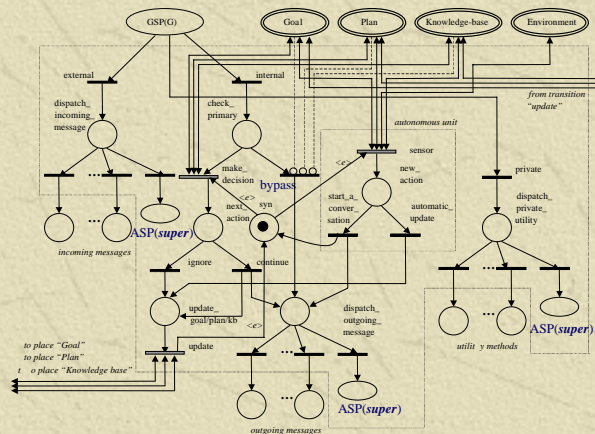 GSP(G)
Goal
Plan
Knowledge-base
Environment
external
internal
from transition
"update"
dispatch_
incoming_
message
check_
primary
autonomous unit
<e>
sensor
make_
decision
bypass
new_
action
private
<e>
syn
next_
action
start_a_
conver_
sation
automatic_
update
dispatch_
private_
utility
...
ASP(super)
incoming messages
ignore
continue
...
update_
goal/plan/kb
<e>
dispatch_
outgoing_
message
...
ASP(super)
utilit y methods
update
to place "Goal"
to place "Plan"
t o place "Knowledge base"
...
...
ASP(super)
outgoing messages
...
...